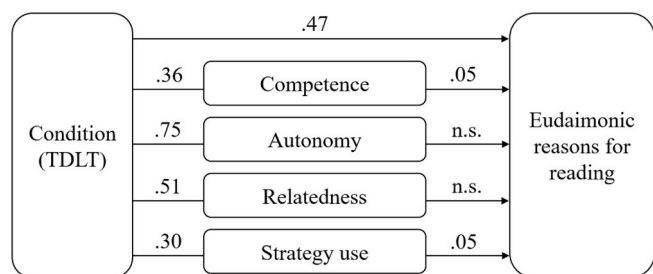 .47
.36 Competence .05
.75 Autonomy n.s.
.51 Relatedness n.s.
.30 Strategy use .05
Condition
(TDLT)
Eudaimonic
reasons for
reading